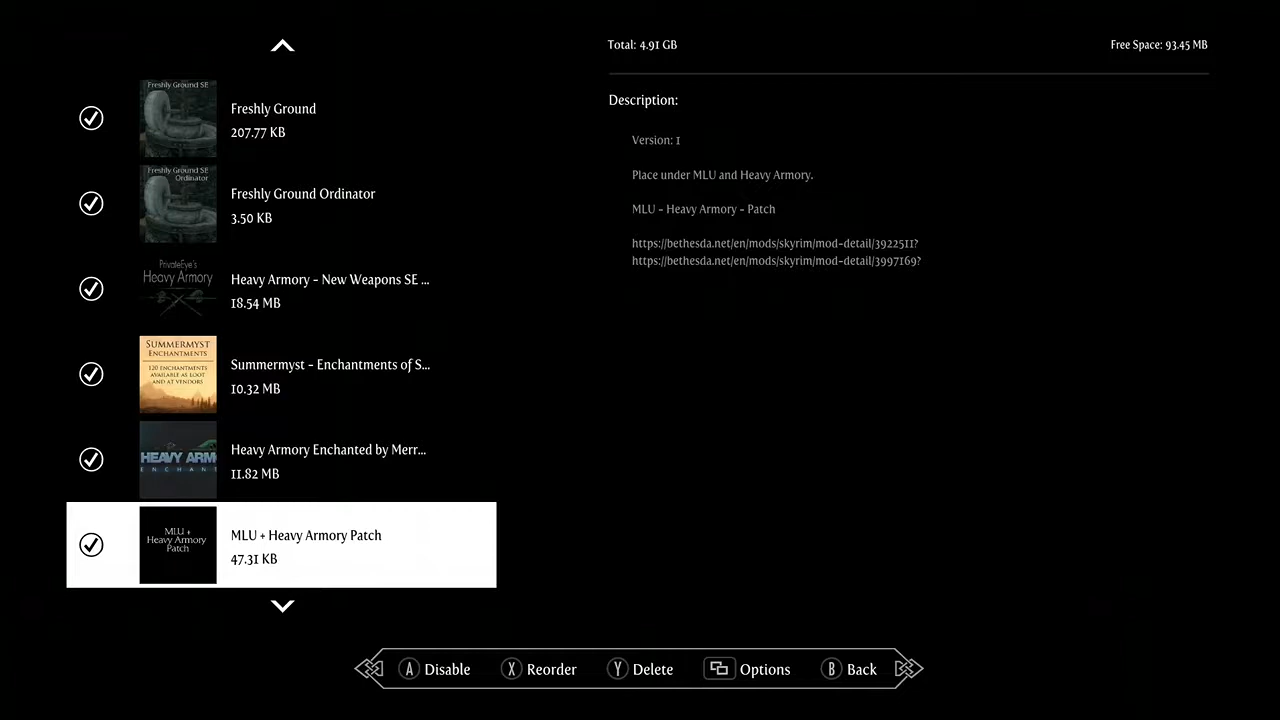 Total: 4.91 GB
Free Space: 93.45 MB
Freshly Ground SE
Freshly Ground
207.77 KB
Freshly Ground SE
Ordinator
Freshly Ground Ordinator
3.50 KB
PrivateEye's
Heavy Armory
Heavy Armory - New Weapons SE ...
18.54 MB
SUMMERMYST
ENCHANTMENTS
120 ENCHANTMENTS
AVAILABLE AS LOOT
AND AT VENDORS
Summermyst - Enchantments of S...
10.32 MB
HEAVY ARM
ENCHANT
Heavy Armory Enchanted by Merr...
11.82 MB
MLU +
Heavy Armory
Patch
MLU + Heavy Armory Patch
47.31 KB
Description:
Version: 1
Place under MLU and Heavy Armory.
MLU - Heavy Armory - Patch
https://bethesda.net/en/mods/skyrim/mod-detail/3922511?
https://bethesda.net/en/mods/skyrim/mod-detail/3997169?
A Disable X Reorder Y Delete Options B Back